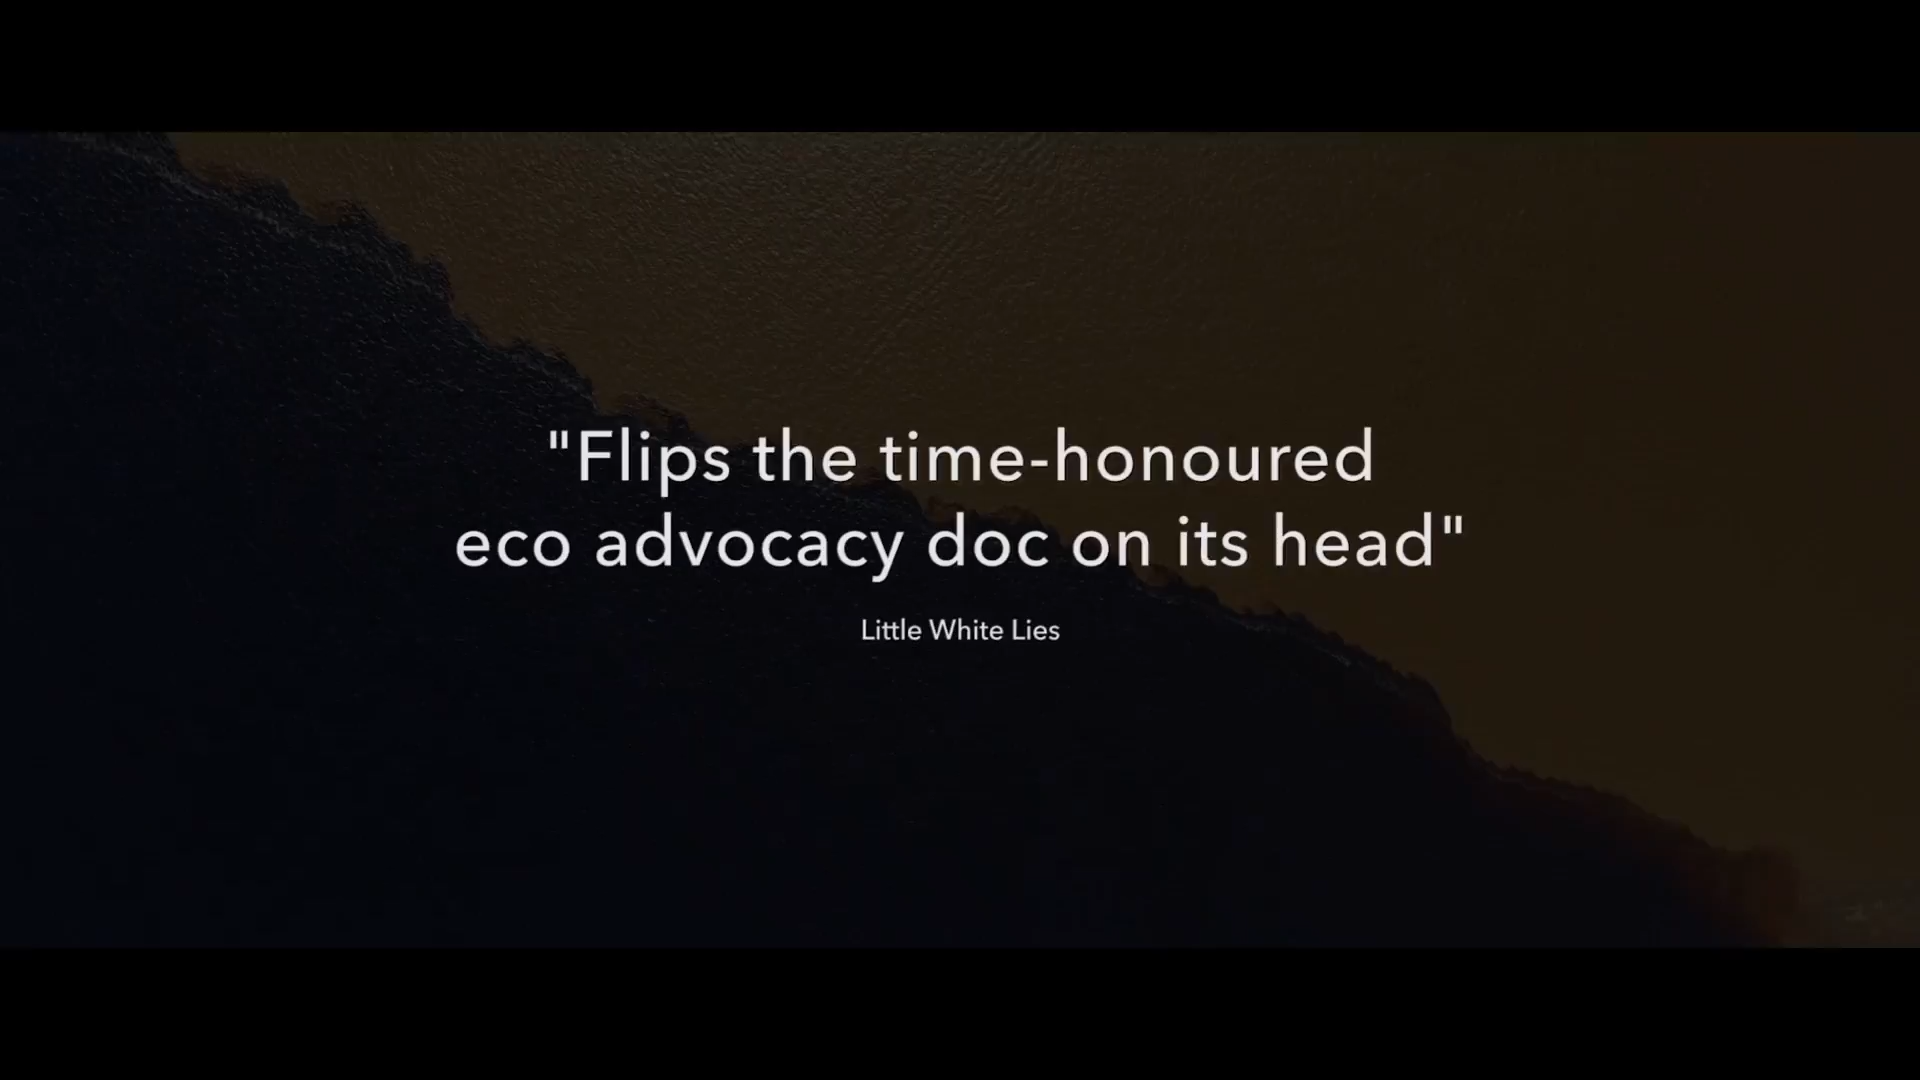 "Flips the time-honoured
eco advocacy doc on its head"
Little White Lies